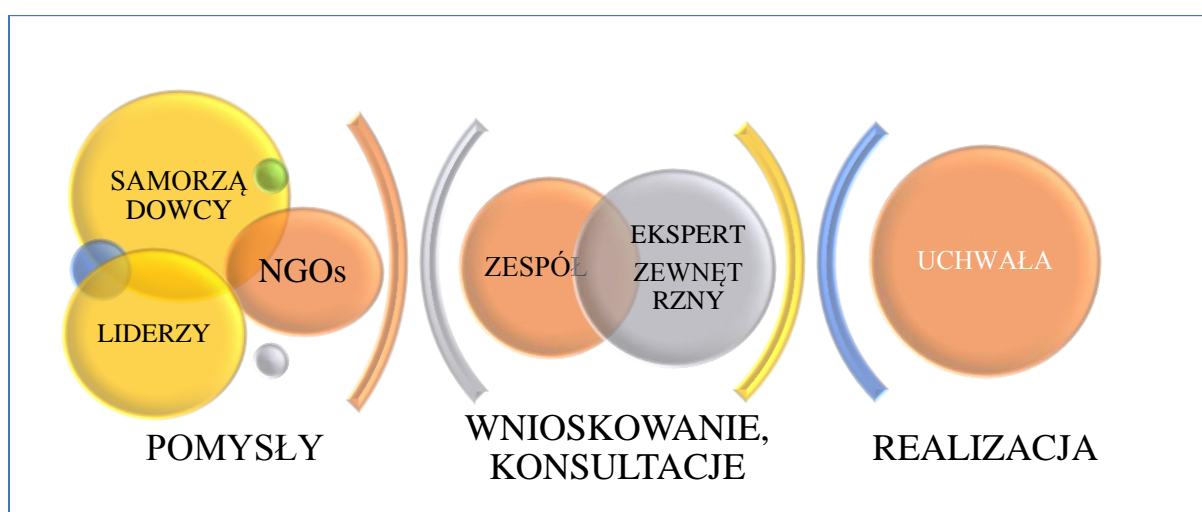 SAMORZĄ
DOWCY
NGOs
LIDERZY
POMYSŁY
ZESPÓŁ
EKSPERT
ZEWNĘT
RZNY
WNIOSKOWANIE,
KONSULTACJE
UCHWAŁA
REALIZACJA